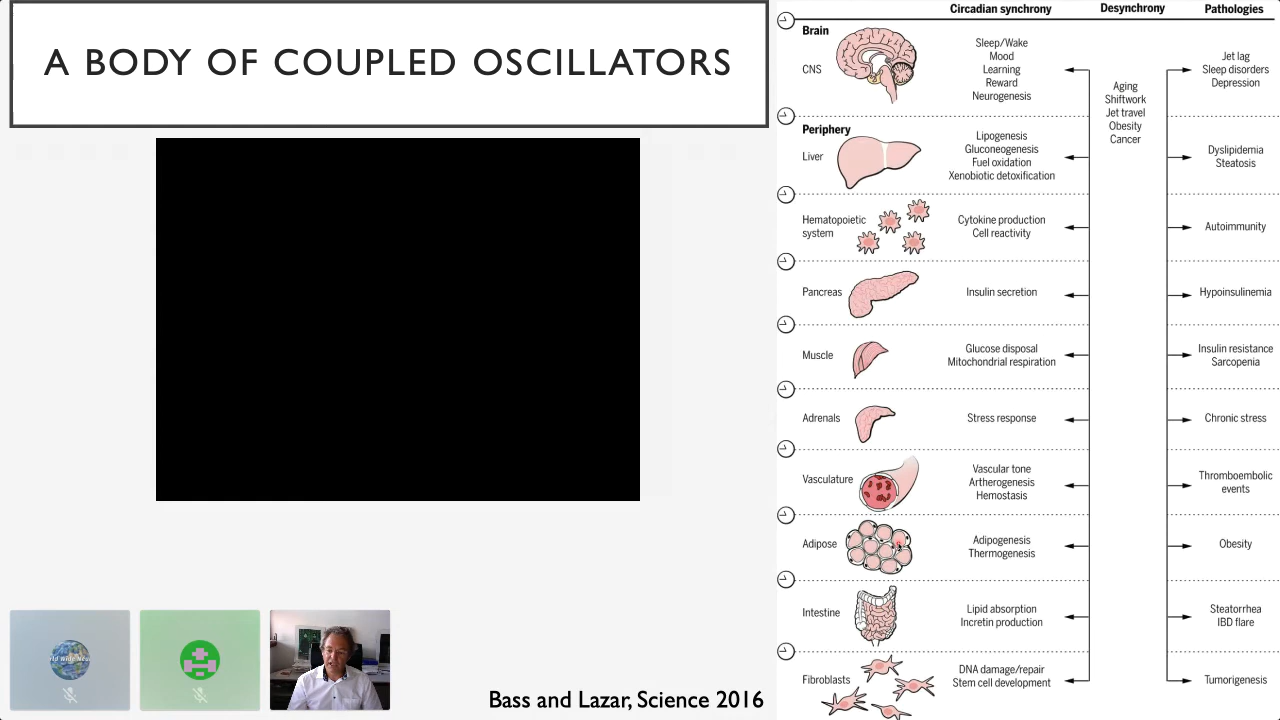 A BODY OF COUPLED OSCILLATORS
Bass and Lazar, Science 2016
Circadian synchrony
Desynchrony
Pathologies
Brain
CNS
Sleep/Wake
Mood
Learning
Reward
Neurogenesis
Aging
Shiftwork
Jet travel
Obesity
Cancer
Jet lag
Sleep disorders
Depression
Periphery
Liver
Lipogenesis
Gluconeogenesis
Fuel oxidation
Xenobiotic detoxification
Dyslipidemia
Steatosis
Hematopoietic
system
Cytokine production
Cell reactivity
Autoimmunity
Pancreas
Insulin secretion
Hypoinsulinemia
Muscle
Glucose disposal
Mitochondrial respiration
Insulin resistance
Sarcopenia
Adrenals
Stress response
Chronic stress
Vasculature
Vascular tone
Artherogenesis
Hemostasis
Thromboembolic
events
Adipose
Adipogenesis
Thermogenesis
Obesity
Intestine
Lipid absorption
Incretin production
Steatorrhea
IBD flare
Fibroblasts
DNA damage/repair
Stem cell development
Tumorigenesis